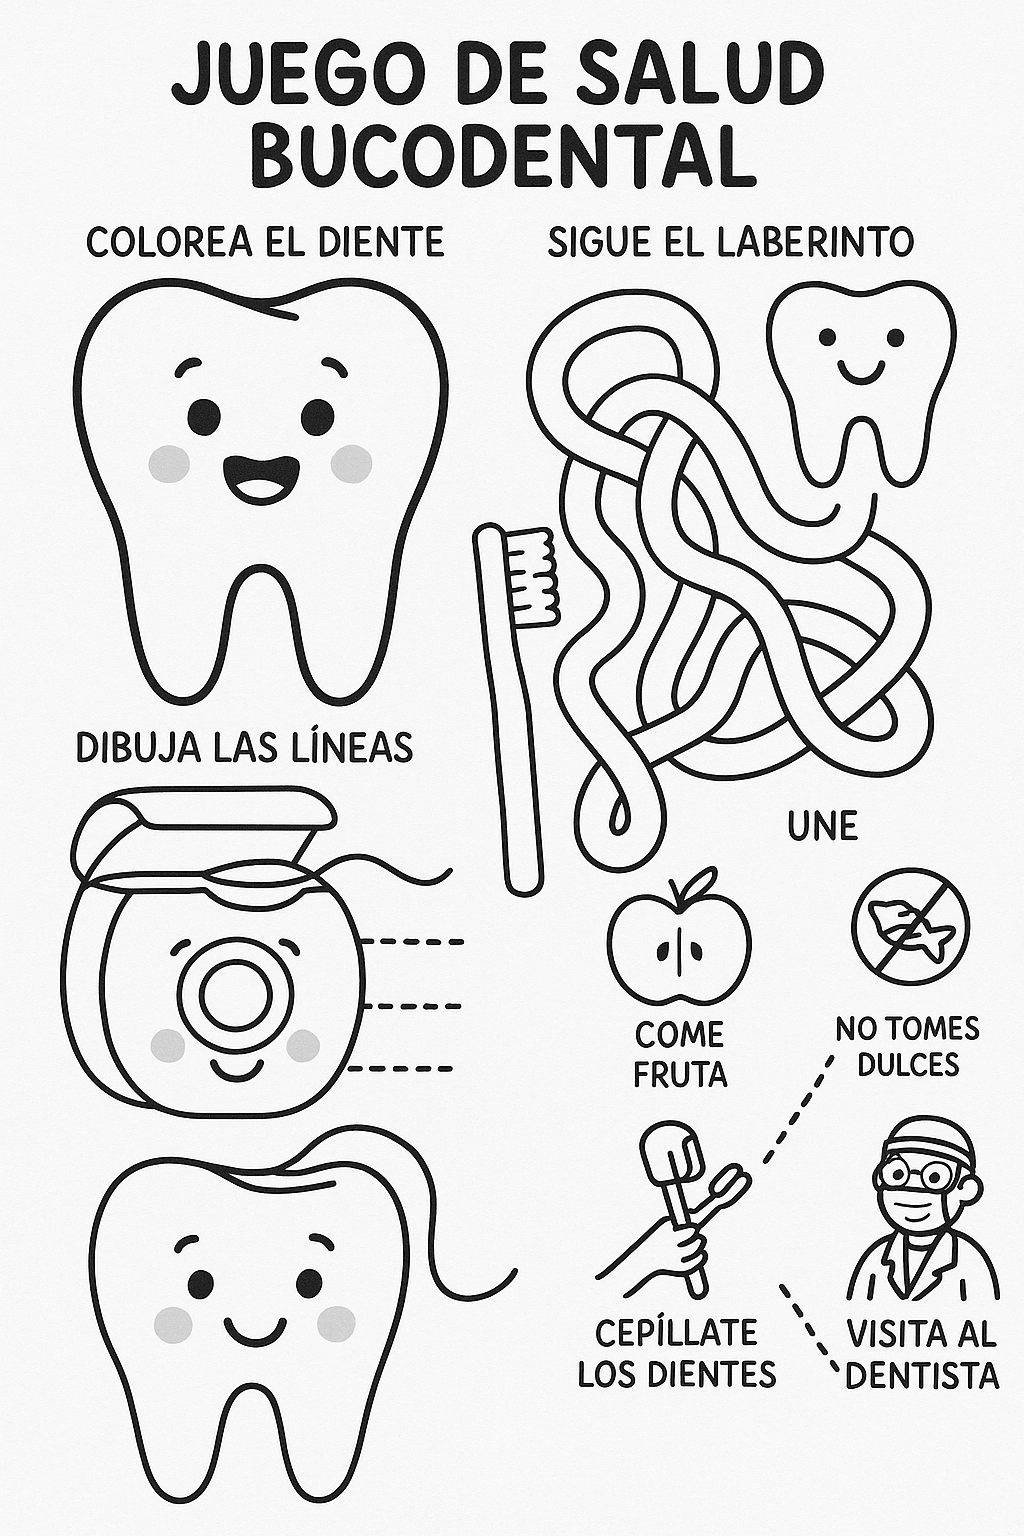 JUEGO DE SALUD
BUCODENTAL
COLOREA EL DIENTE
SIGUE EL LABERINTO
DIBUJA LAS LÍNEAS
UNE
COME
FRUTA
NO TOMES
DULCES
CEPÍLLATE
LOS DIENTES
VISITA AL
DENTISTA